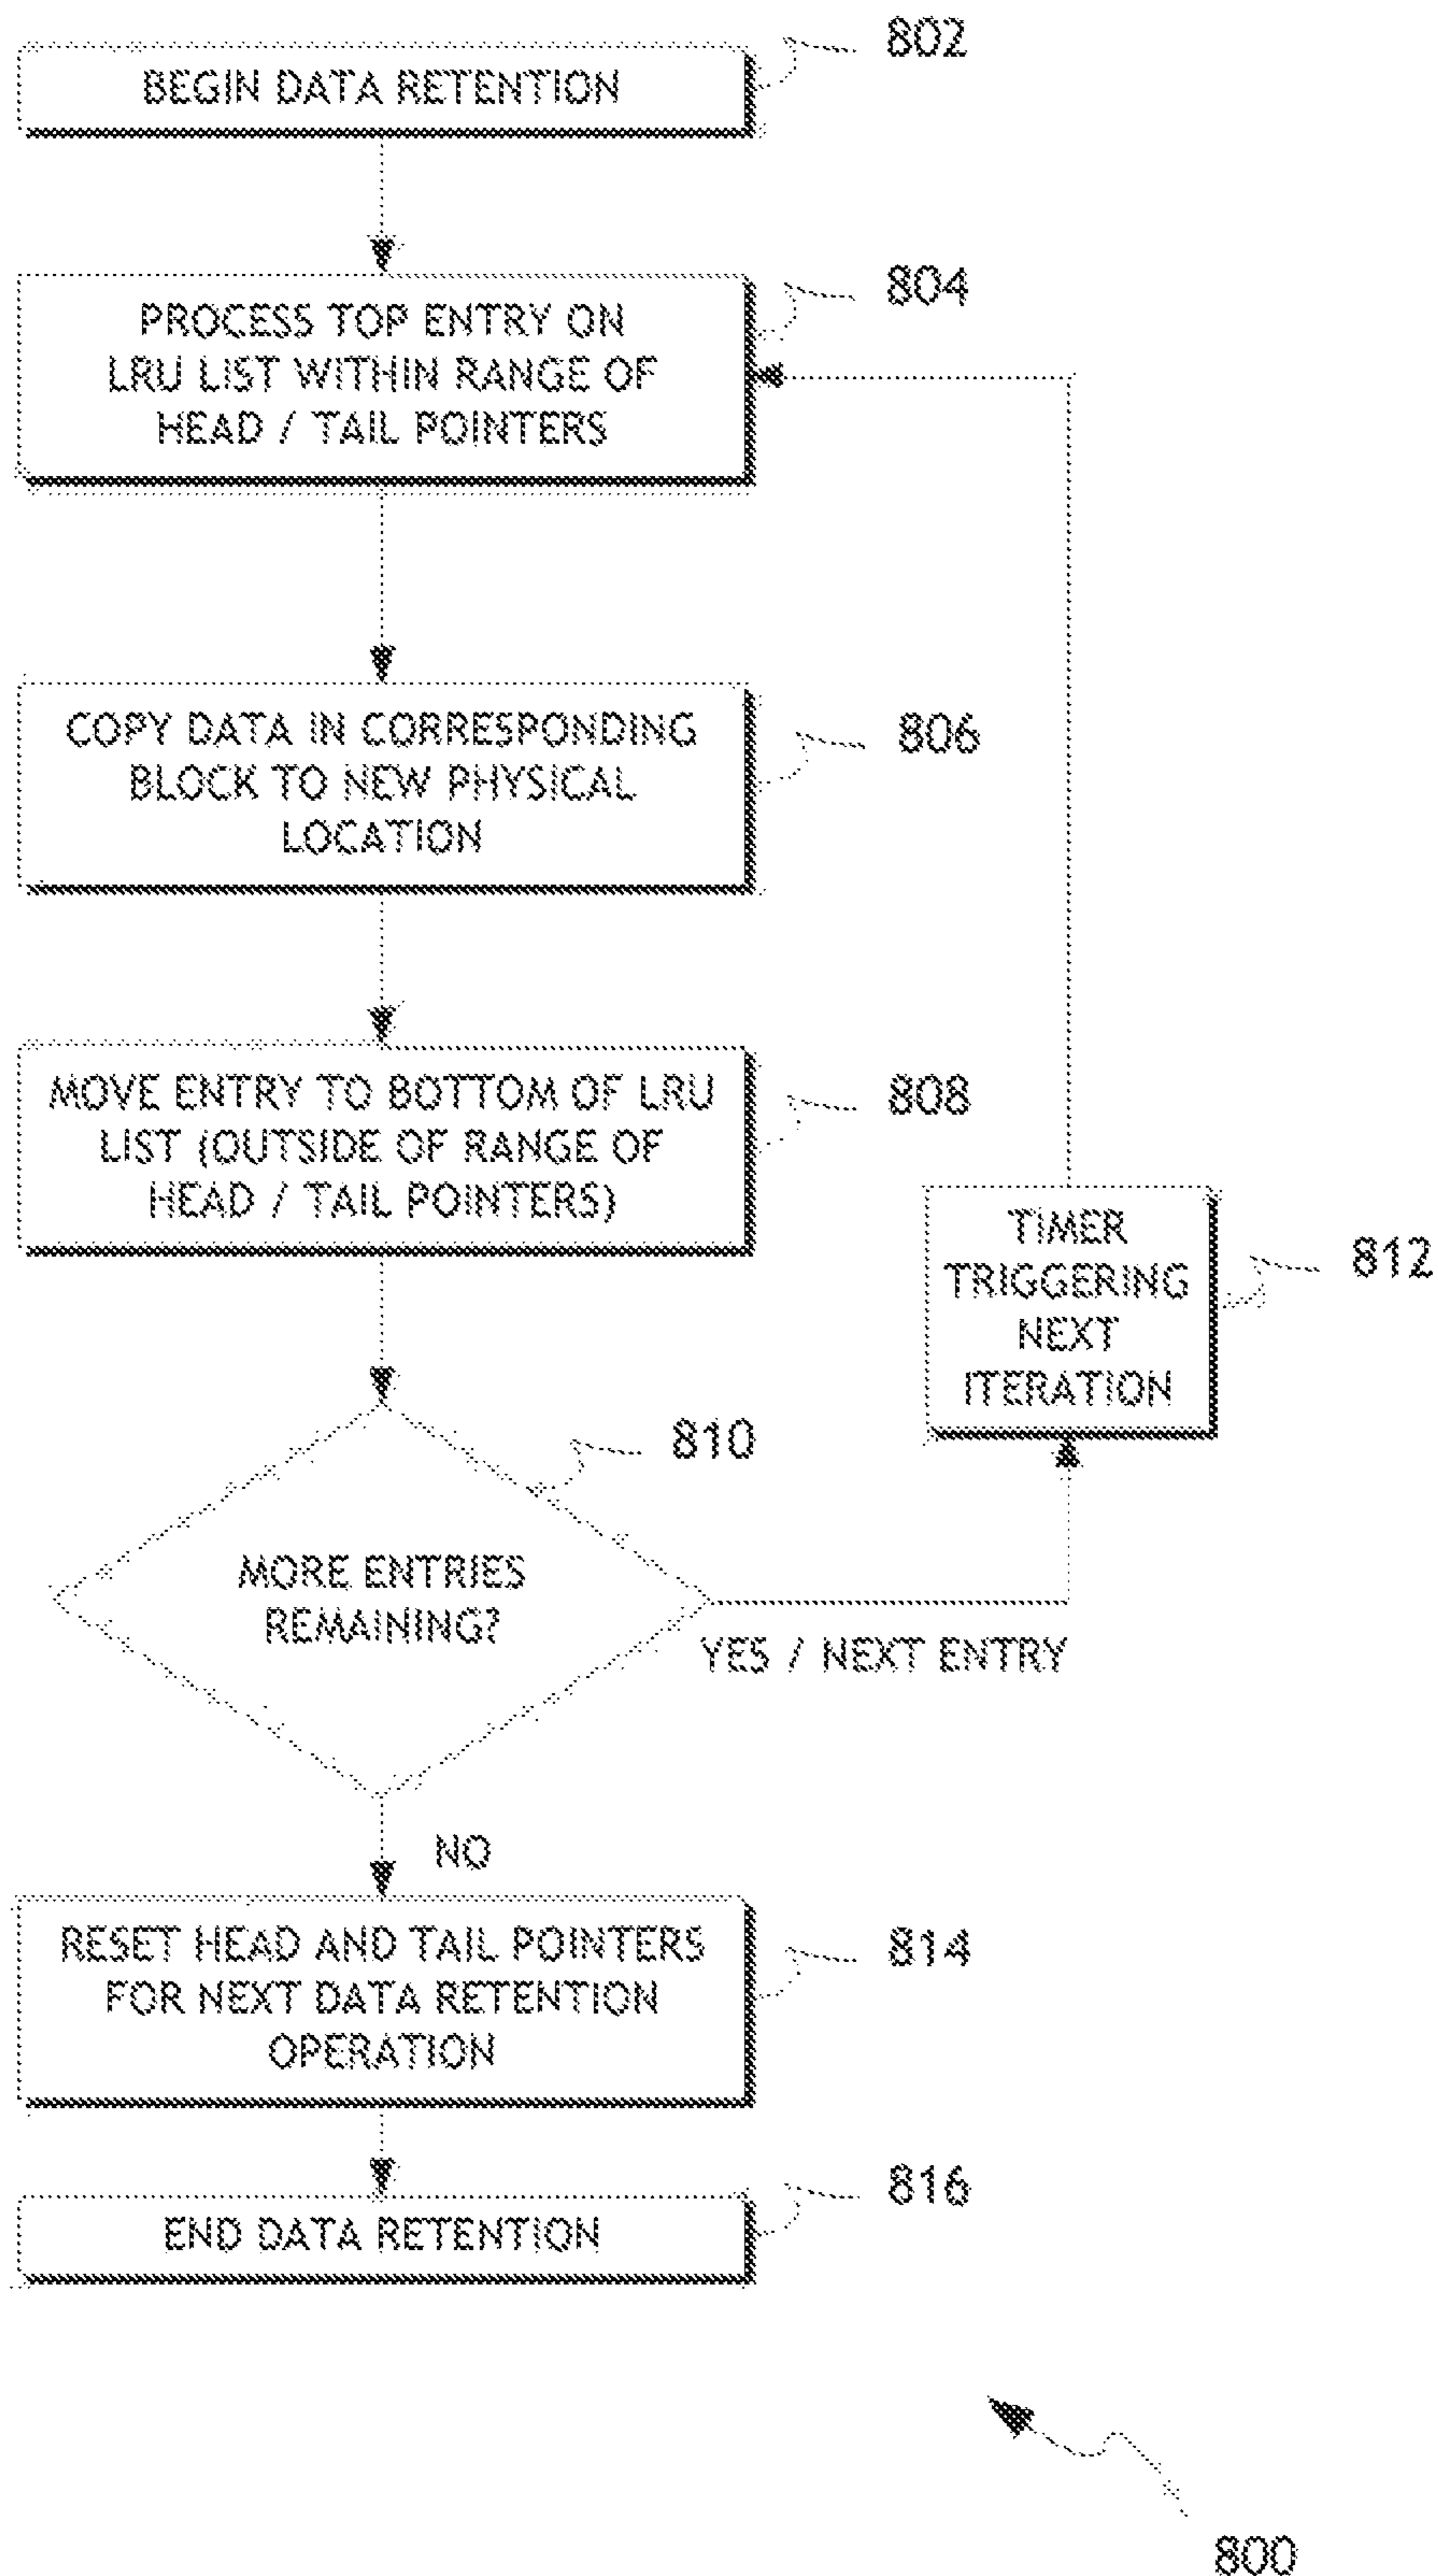 802
BEGIN DATA RETENTION
804
PROCESS TOP ENTRY ON
LRU LIST WITHIN RANGE OF
HEAD / TAIL POINTERS
806
COPY DATA IN CORRESPONDING
BLOCK TO NEW PHYSICAL
LOCATION
808
MOVE ENTRY TO BOTTOM OF LRU
LIST (OUTSIDE OF RANGE OF
HEAD / TAIL POINTERS)
TIMER
TRIGGERING
NEXT
ITERATION
812
810
MORE ENTRIES
REMAINING?
YES / NEXT ENTRY
NO
RESET HEAD AND TAIL POINTERS
FOR NEXT DATA RETENTION
OPERATION
814
816
END DATA RETENTION
800